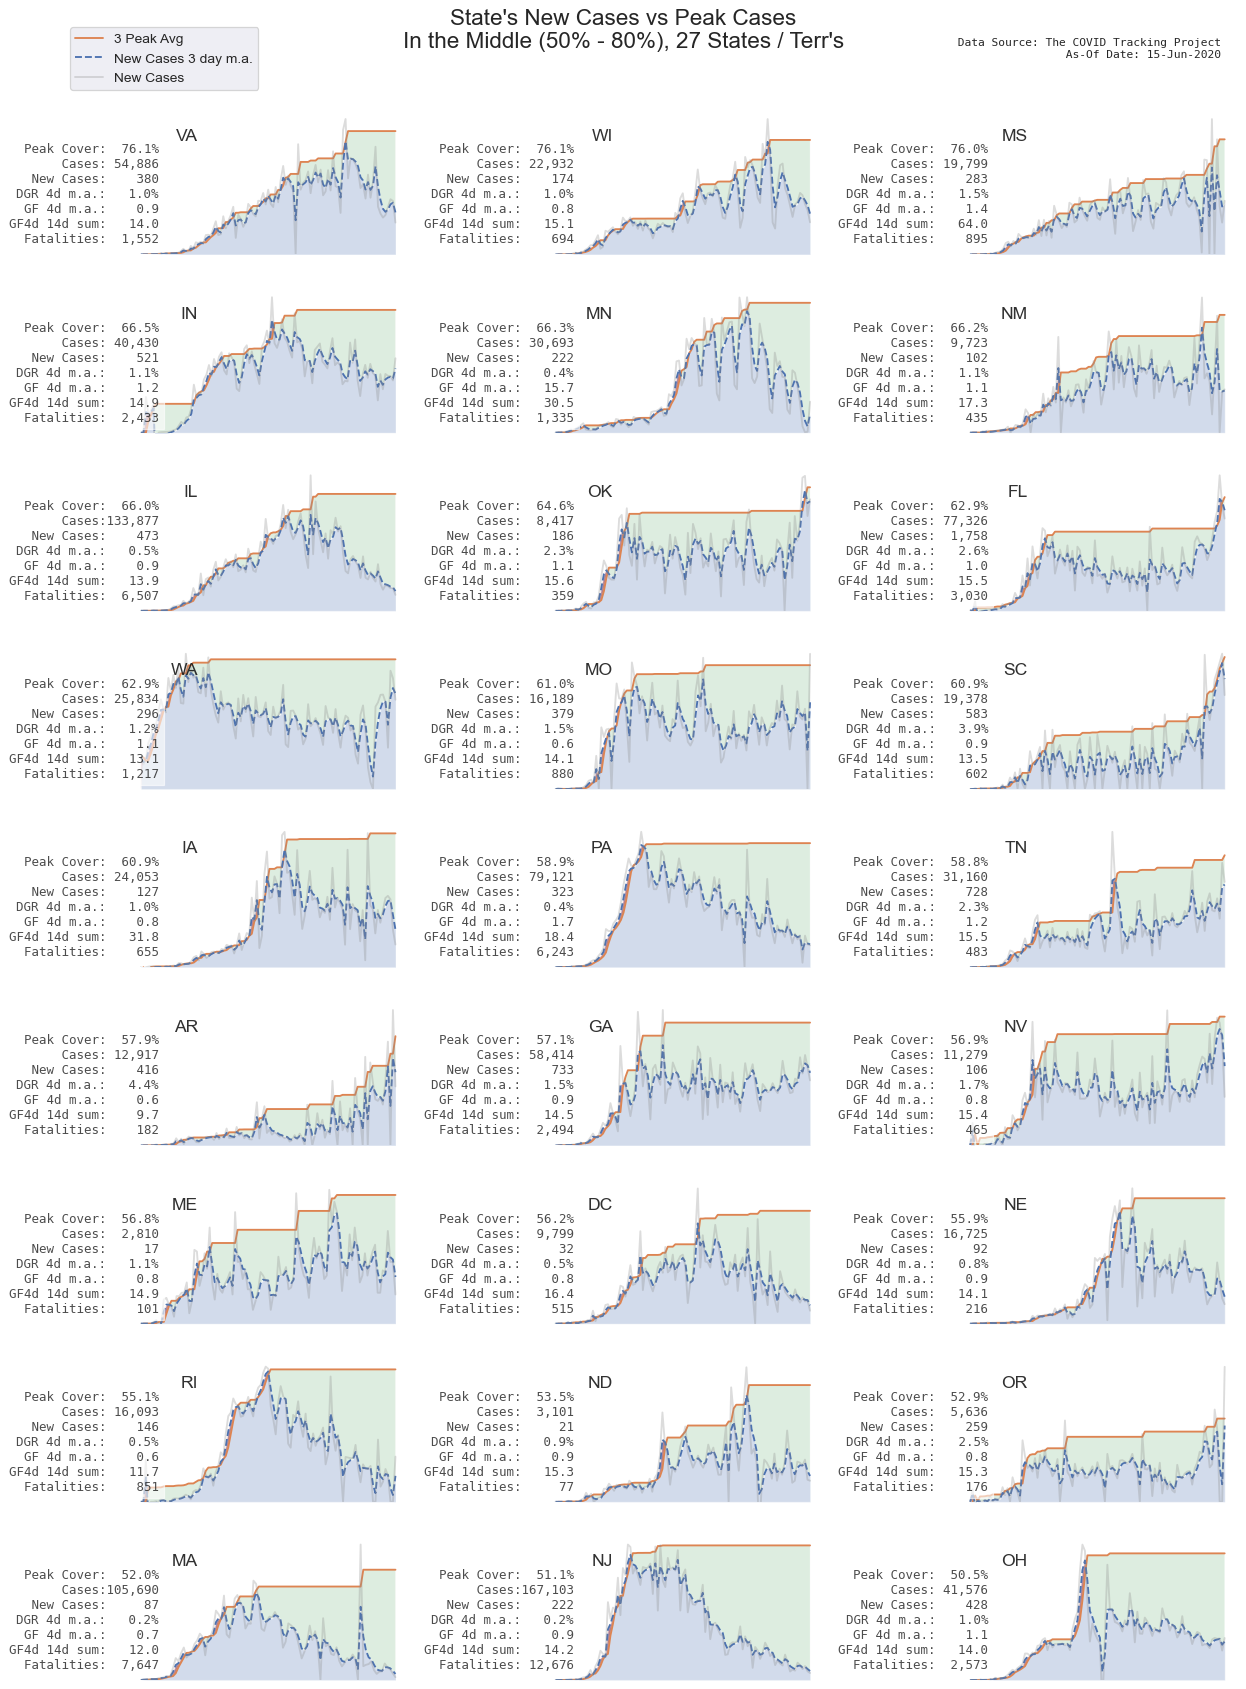 State's New Cases vs Peak Cases
In the Middle (50% - 80%), 27 States / Terr's
3 Peak Avg
New Cases 3 day m.a.
New Cases
Data Source: The COVID Tracking Project
As-Of Date: 15-Jun-2020
VA
Peak Cover: 76.1%
Cases: 54,886
New Cases: 380
DGR 4d m.a.: 1.0%
GF 4d m.a.: 0.9
GF4d 14d sum: 14.0
Fatalities: 1,552
WI
Peak Cover: 76.1%
Cases: 22,932
New Cases: 174
DGR 4d m.a.: 1.0%
GF 4d m.a.: 0.8
GF4d 14d sum: 15.1
Fatalities: 694
MS
Peak Cover: 76.0%
Cases: 19,799
New Cases: 283
DGR 4d m.a.: 1.5%
GF 4d m.a.: 1.4
GF4d 14d sum: 64.0
Fatalities: 895
IN
Peak Cover: 66.5%
Cases: 40,430
New Cases: 521
DGR 4d m.a.: 1.1%
GF 4d m.a.: 1.2
GF4d 14d sum: 14.9
Fatalities: 2,433
MN
Peak Cover: 66.3%
Cases: 30,693
New Cases: 222
DGR 4d m.a.: 0.4%
GF 4d m.a.: 15.7
GF4d 14d sum: 30.5
Fatalities: 1,335
NM
Peak Cover: 66.2%
Cases: 9,723
New Cases: 102
DGR 4d m.a.: 1.1%
GF 4d m.a.: 1.1
GF4d 14d sum: 17.3
Fatalities: 435
IL
Peak Cover: 66.0%
Cases:133,877
New Cases: 473
DGR 4d m.a.: 0.5%
GF 4d m.a.: 0.9
GF4d 14d sum: 13.9
Fatalities: 6,507
OK
Peak Cover: 64.6%
Cases: 8,417
New Cases: 186
DGR 4d m.a.: 2.3%
GF 4d m.a.: 1.1
GF4d 14d sum: 15.6
Fatalities: 359
FL
Peak Cover: 62.9%
Cases: 77,326
New Cases: 1,758
DGR 4d m.a.: 2.6%
GF 4d m.a.: 1.0
GF4d 14d sum: 15.5
Fatalities: 3,030
WA
Peak Cover: 62.9%
Cases: 25,834
New Cases: 296
DGR 4d m.a.: 1.2%
GF 4d m.a.: 1.1
GF4d 14d sum: 13.1
Fatalities: 1,217
MO
Peak Cover: 61.0%
Cases: 16,189
New Cases: 379
DGR 4d m.a.: 1.5%
GF 4d m.a.: 0.6
GF4d 14d sum: 14.1
Fatalities: 880
SC
Peak Cover: 60.9%
Cases: 19,378
New Cases: 583
DGR 4d m.a.: 3.9%
GF 4d m.a.: 0.9
GF4d 14d sum: 13.5
Fatalities: 602
IA
Peak Cover: 60.9%
Cases: 24,053
New Cases: 127
DGR 4d m.a.: 1.0%
GF 4d m.a.: 0.8
GF4d 14d sum: 31.8
Fatalities: 655
PA
Peak Cover: 58.9%
Cases: 79,121
New Cases: 323
DGR 4d m.a.: 0.4%
GF 4d m.a.: 1.7
GF4d 14d sum: 18.4
Fatalities: 6,243
TN
Peak Cover: 58.8%
Cases: 31,160
New Cases: 728
DGR 4d m.a.: 2.3%
GF 4d m.a.: 1.2
GF4d 14d sum: 15.5
Fatalities: 483
AR
Peak Cover: 57.9%
Cases: 12,917
New Cases: 416
DGR 4d m.a.: 4.4%
GF 4d m.a.: 0.6
GF4d 14d sum: 9.7
Fatalities: 182
GA
Peak Cover: 57.1%
Cases: 58,414
New Cases: 733
DGR 4d m.a.: 1.5%
GF 4d m.a.: 0.9
GF4d 14d sum: 14.5
Fatalities: 2,494
NV
Peak Cover: 56.9%
Cases: 11,279
New Cases: 106
DGR 4d m.a.: 1.7%
GF 4d m.a.: 0.8
GF4d 14d sum: 15.4
Fatalities: 465
ME
Peak Cover: 56.8%
Cases: 2,810
New Cases: 17
DGR 4d m.a.: 1.1%
GF 4d m.a.: 0.8
GF4d 14d sum: 14.9
Fatalities: 101
DC
Peak Cover: 56.2%
Cases: 9,799
New Cases: 32
DGR 4d m.a.: 0.5%
GF 4d m.a.: 0.8
GF4d 14d sum: 16.4
Fatalities: 515
NE
Peak Cover: 55.9%
Cases: 16,725
New Cases: 92
DGR 4d m.a.: 0.8%
GF 4d m.a.: 0.9
GF4d 14d sum: 14.1
Fatalities: 216
RI
Peak Cover: 55.1%
Cases: 16,093
New Cases: 146
DGR 4d m.a.: 0.5%
GF 4d m.a.: 0.6
GF4d 14d sum: 11.7
Fatalities: 851
ND
Peak Cover: 53.5%
Cases: 3,101
New Cases: 21
DGR 4d m.a.: 0.9%
GF 4d m.a.: 0.9
GF4d 14d sum: 15.3
Fatalities: 77
OR
Peak Cover: 52.9%
Cases: 5,636
New Cases: 259
DGR 4d m.a.: 2.5%
GF 4d m.a.: 0.8
GF4d 14d sum: 15.3
Fatalities: 176
MA
Peak Cover: 52.0%
Cases:105,690
New Cases: 87
DGR 4d m.a.: 0.2%
GF 4d m.a.: 0.7
GF4d 14d sum: 12.0
Fatalities: 7,647
NJ
Peak Cover: 51.1%
Cases:167,103
New Cases: 222
DGR 4d m.a.: 0.2%
GF 4d m.a.: 0.9
GF4d 14d sum: 14.2
Fatalities: 12,676
OH
Peak Cover: 50.5%
Cases: 41,576
New Cases: 428
DGR 4d m.a.: 1.0%
GF 4d m.a.: 1.1
GF4d 14d sum: 14.0
Fatalities: 2,573